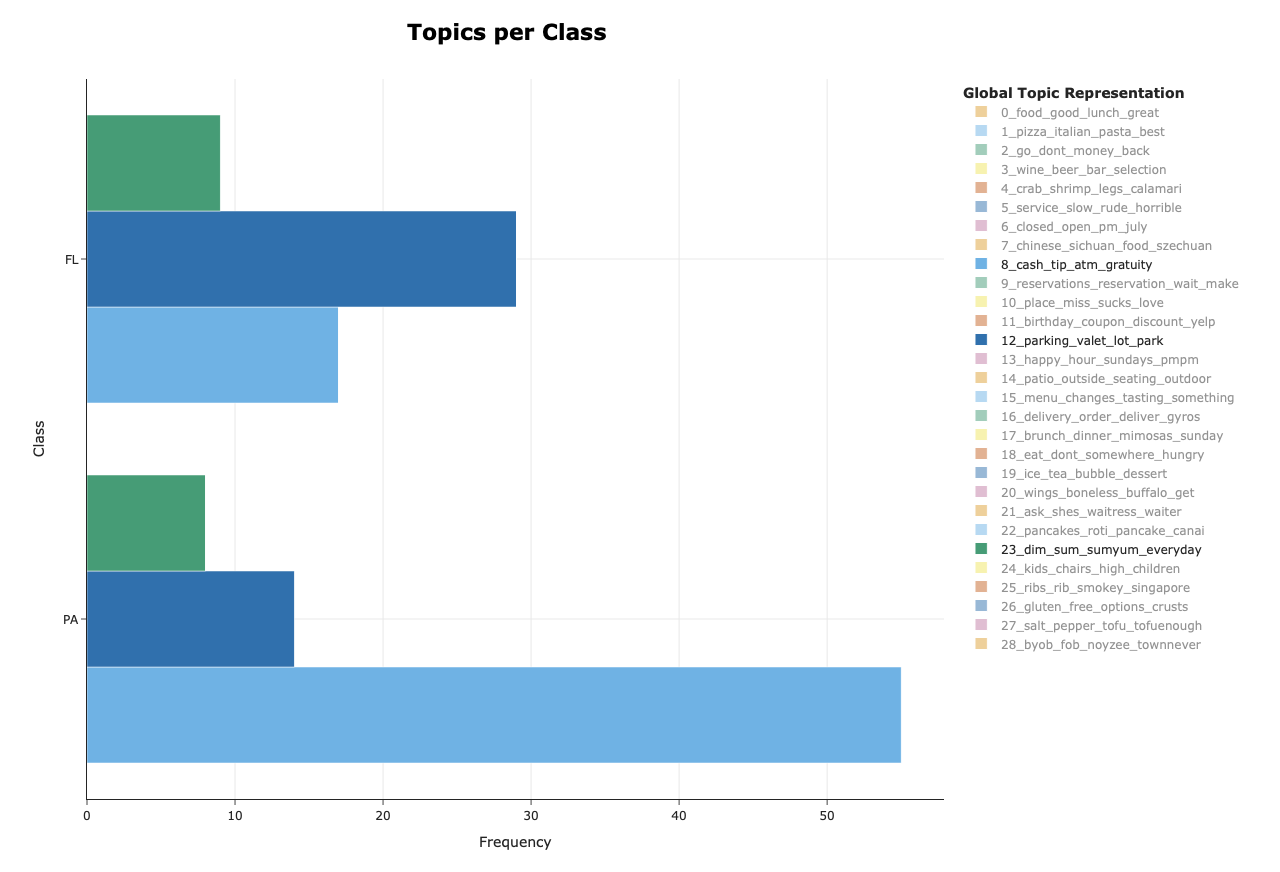 Topics per Class
Global Topic Representation
0_food_good_lunch_great
1_pizza_italian_pasta_best
2_go_dont_money_back
3_wine_beer_bar_selection
4_crab_shrimp_legs_calamari
5_service_slow_rude_horrible
6_closed_open_pm_july
7_chinese_sichuan_food_szechuan
8_cash_tip_atm_gratuity
9_reservations_reservation_wait_make
10_place_miss_sucks_love
11_birthday_coupon_discount_yelp
12_parking_valet_lot_park
13_happy_hour_sundays_pmpm
14_patio_outside_seating_outdoor
15_menu_changes_tasting_something
16_delivery_order_deliver_gyros
17_brunch_dinner_mimosas_sunday
18_eat_dont_somewhere_hungry
19_ice_tea_bubble_dessert
20_wings_boneless_buffalo_get
21_ask_shes_waitress_waiter
22_pancakes_roti_pancake_canai
23_dim_sum_sumyum_everyday
24_kids_chairs_high_children
25_ribs_rib_smokey_singapore
26_gluten_free_options_crusts
27_salt_pepper_tofu_tofuenough
28_byob_fob_noyzee_townnever
FL
Class
PA
0 10 20 30 40 50
Frequency